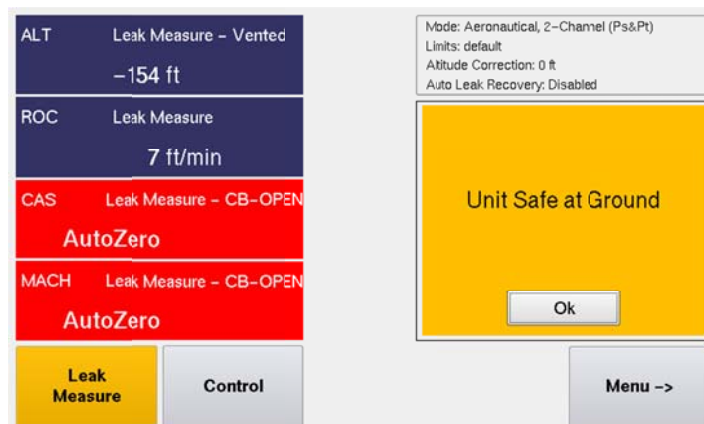 ALT Leak Measure – Vented
–154 ft
ROC Leak Measure
7 ft/min
CAS Leak Measure – CB–OPEN
AutoZero
MACH Leak Measure – CB–OPEN
AutoZero
Leak
Measure
Control
Mode: Aeronautical, 2–Channel (Ps&Pt)
Limits: default
Atitude Correction: 0 ft
Auto Leak Recovery: Disabled
Unit Safe at Ground
Ok
Menu –>